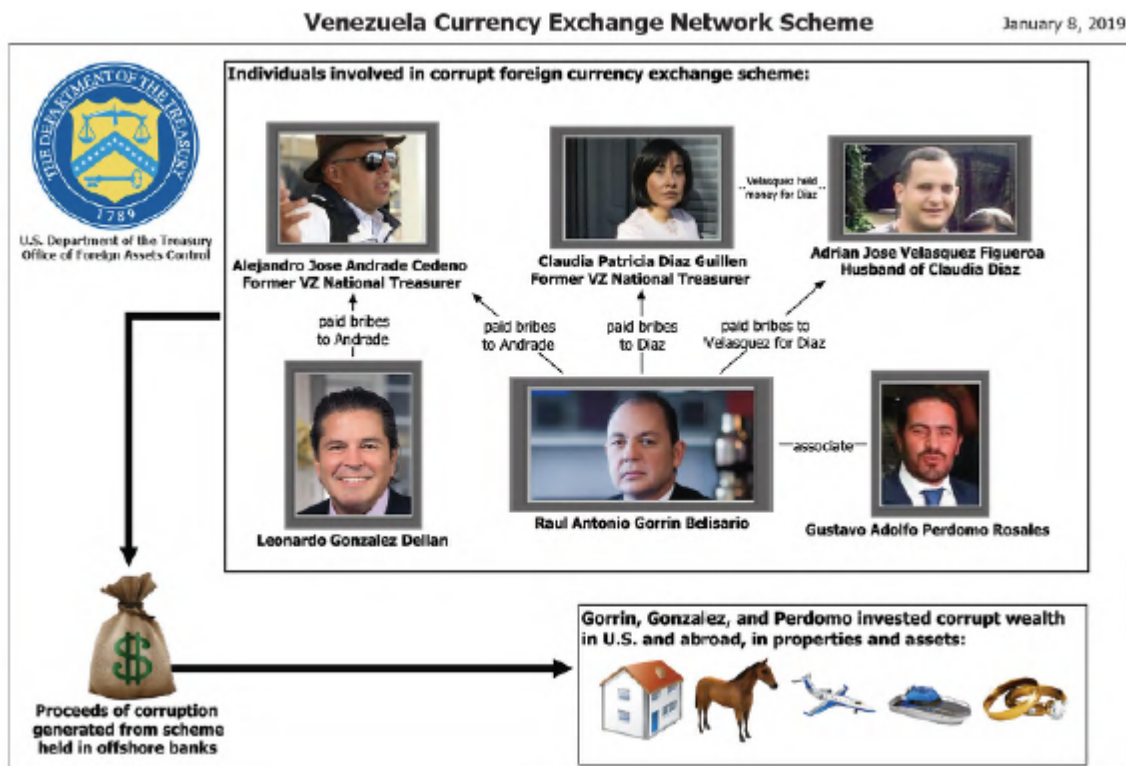 Venezuela Currency Exchange Network Scheme
January 8, 2019
THE DEPARTMENT OF THE TREASURY
1789
U.S. Department of the Treasury
Office of Foreign Assets Control
Individuals involved in corrupt foreign currency exchange scheme:
Velasquez held
money for Diaz
Alejandro Jose Andrade Cedeno
Former VZ National Treasurer
Claudia Patricia Diaz Guillen
Former VZ National Treasurer
Adrian Jose Velasquez Figueroa
Husband of Claudia Diaz
paid bribes
to Andrade
paid bribes
to Andrade
paid bribes
to Diaz
paid bribes to
Velasquez for Diaz
associate
Leonardo Gonzalez Dellan
Raul Antonio Gorrin Belisario
Gustavo Adolfo Perdomo Rosales
$
Proceeds of corruption
generated from scheme
held in offshore banks
Gorrin, Gonzalez, and Perdomo invested corrupt wealth
in U.S. and abroad, in properties and assets: